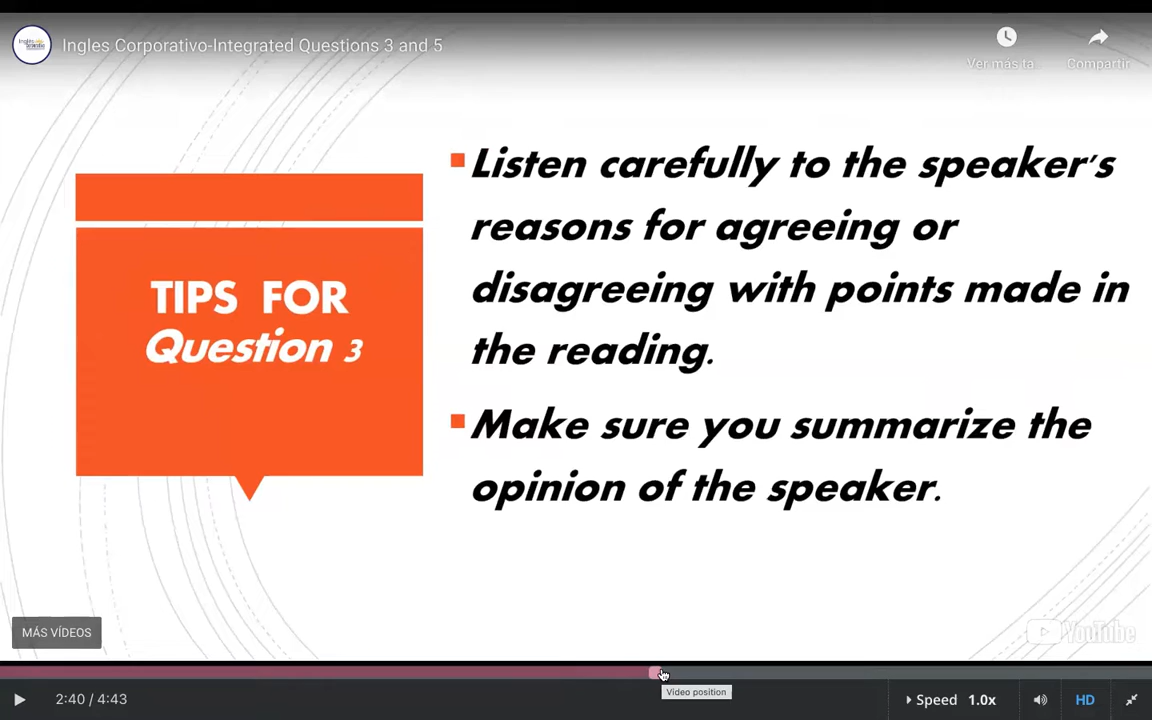 Ingles Corporativo-Integrated Questions 3 and 5
Ver más ta...
Compartir
TIPS FOR
Question 3
Listen carefully to the speaker's
reasons for agreeing or
disagreeing with points made in
the reading.
Make sure you summarize the
opinion of the speaker.
MÁS VÍDEOS
YouTube
Video position
2:40 / 4:43
Speed 1.0x
HD